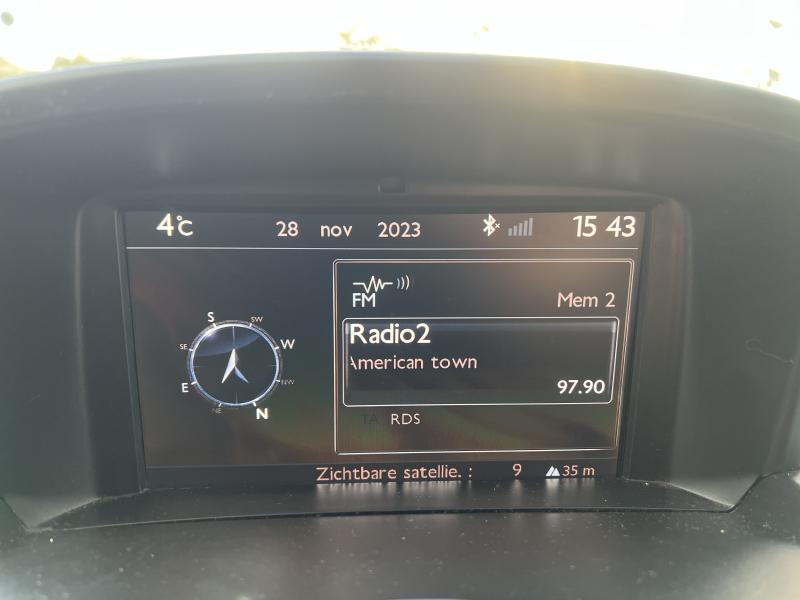 4°C 28 nov 2023 15 43
FM Mem 2
Radio2
American town
97.90
TA RDS
S SW W NW N NE E SE
Zichtbare satellie. : 9 35 m